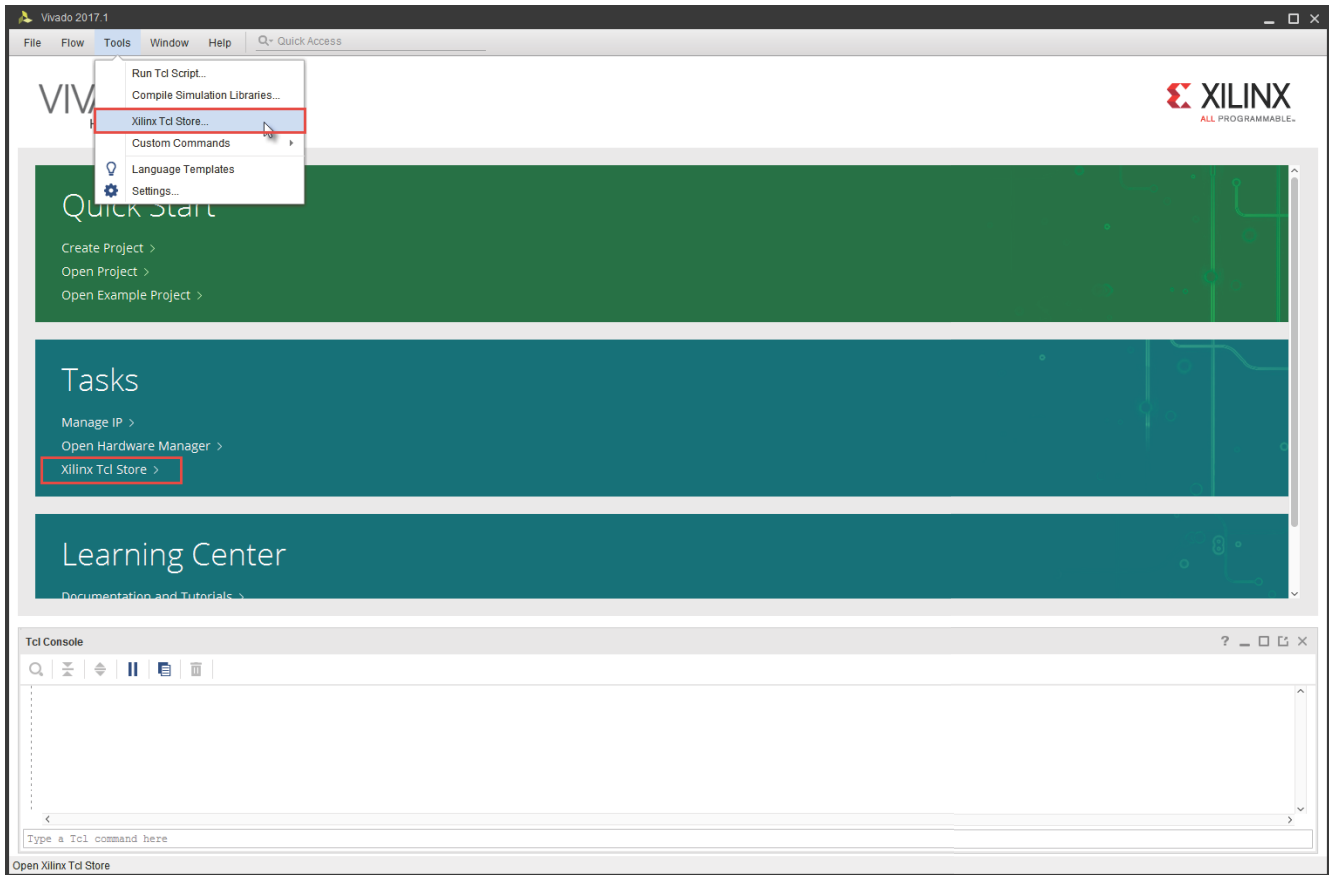 Vivado 2017.1
File Flow Tools Window Help Quick Access
Run Tcl Script...
Compile Simulation Libraries...
Xilinx Tcl Store...
Custom Commands
Language Templates
Settings...
VIVA
H
XILINX
ALL PROGRAMMABLE™
Quick Start
Create Project >
Open Project >
Open Example Project >
Tasks
Manage IP >
Open Hardware Manager >
Xilinx Tcl Store >
Learning Center
Documentation and Tutorials >
Tcl Console
Type a Tcl command here
Open Xilinx Tcl Store